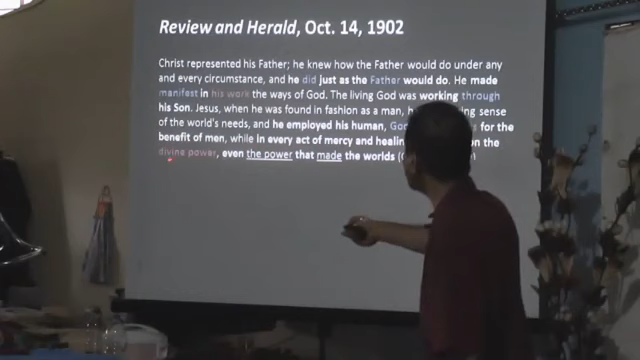 Review and Herald, Oct. 14, 1902
Christ represented his Father; he knew how the Father would do under any
and every circumstance, and he did just as the Father would do. He made
manifest in his work the ways of God. The living God was working through
his Son. Jesus, when he was found in fashion as a man, sense
of the world's needs, and he employed his human, for the
benefit of men, while in every act of mercy and the
divine power, even the power that made the worlds